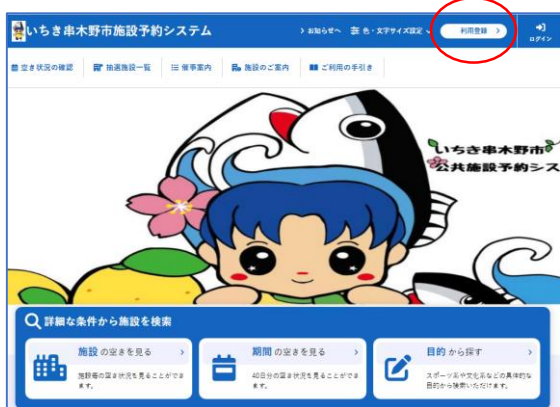 いちき串木野市施設予約システム
お知らせへ 色・文字サイズ設定 利用登録 ログイン
空き状況の確認 抽選施設一覧 催事案内 施設のご案内 ご利用の手引き
いちき串木野市
公共施設予約シス
詳細な条件から施設を検索
施設 の空きを見る
施設毎の空き状況を見ることができ
ます。
期間 の空きを見る
40日分の空き状況を見ることができ
ます。
目的 から探す
スポーツ系や文化系などの具体的な
目的から検索いただけます。